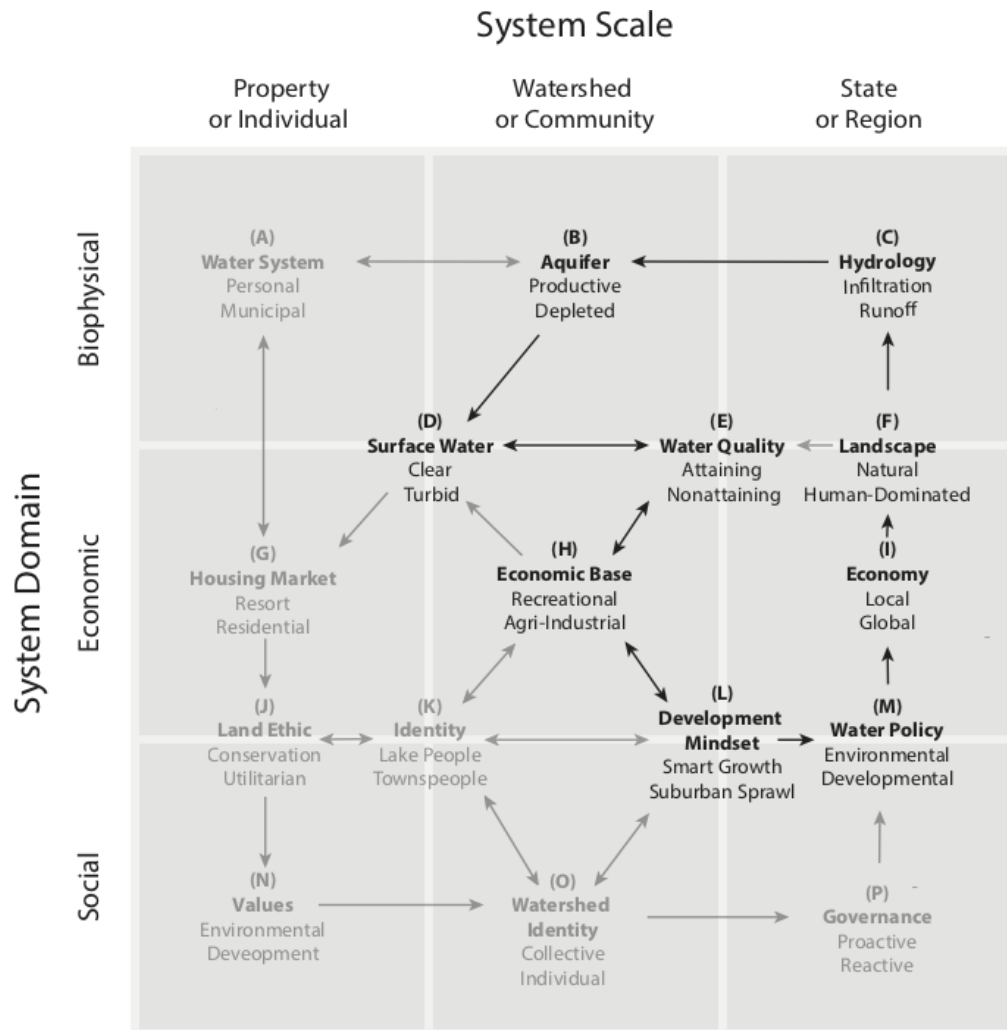 System Scale
Property
or Individual
Watershed
or Community
State
or Region
System Domain
Biophysical
Economic
Social
(A)
Water System
Personal
Municipal
(B)
Aquifer
Productive
Depleted
(C)
Hydrology
Infiltration
Runoff
(D)
Surface Water
Clear
Turbid
(E)
Water Quality
Attaining
Nonattaining
(F)
Landscape
Natural
Human-Dominated
(G)
Housing Market
Resort
Residential
(H)
Economic Base
Recreational
Agri-Industrial
(I)
Economy
Local
Global
(J)
Land Ethic
Conservation
Utilitarian
(K)
Identity
Lake People
Townspeople
(L)
Development
Mindset
Smart Growth
Suburban Sprawl
(M)
Water Policy
Environmental
Developmental
(N)
Values
Environmental
Deveopment
(O)
Watershed
Identity
Collective
Individual
(P)
Governance
Proactive
Reactive